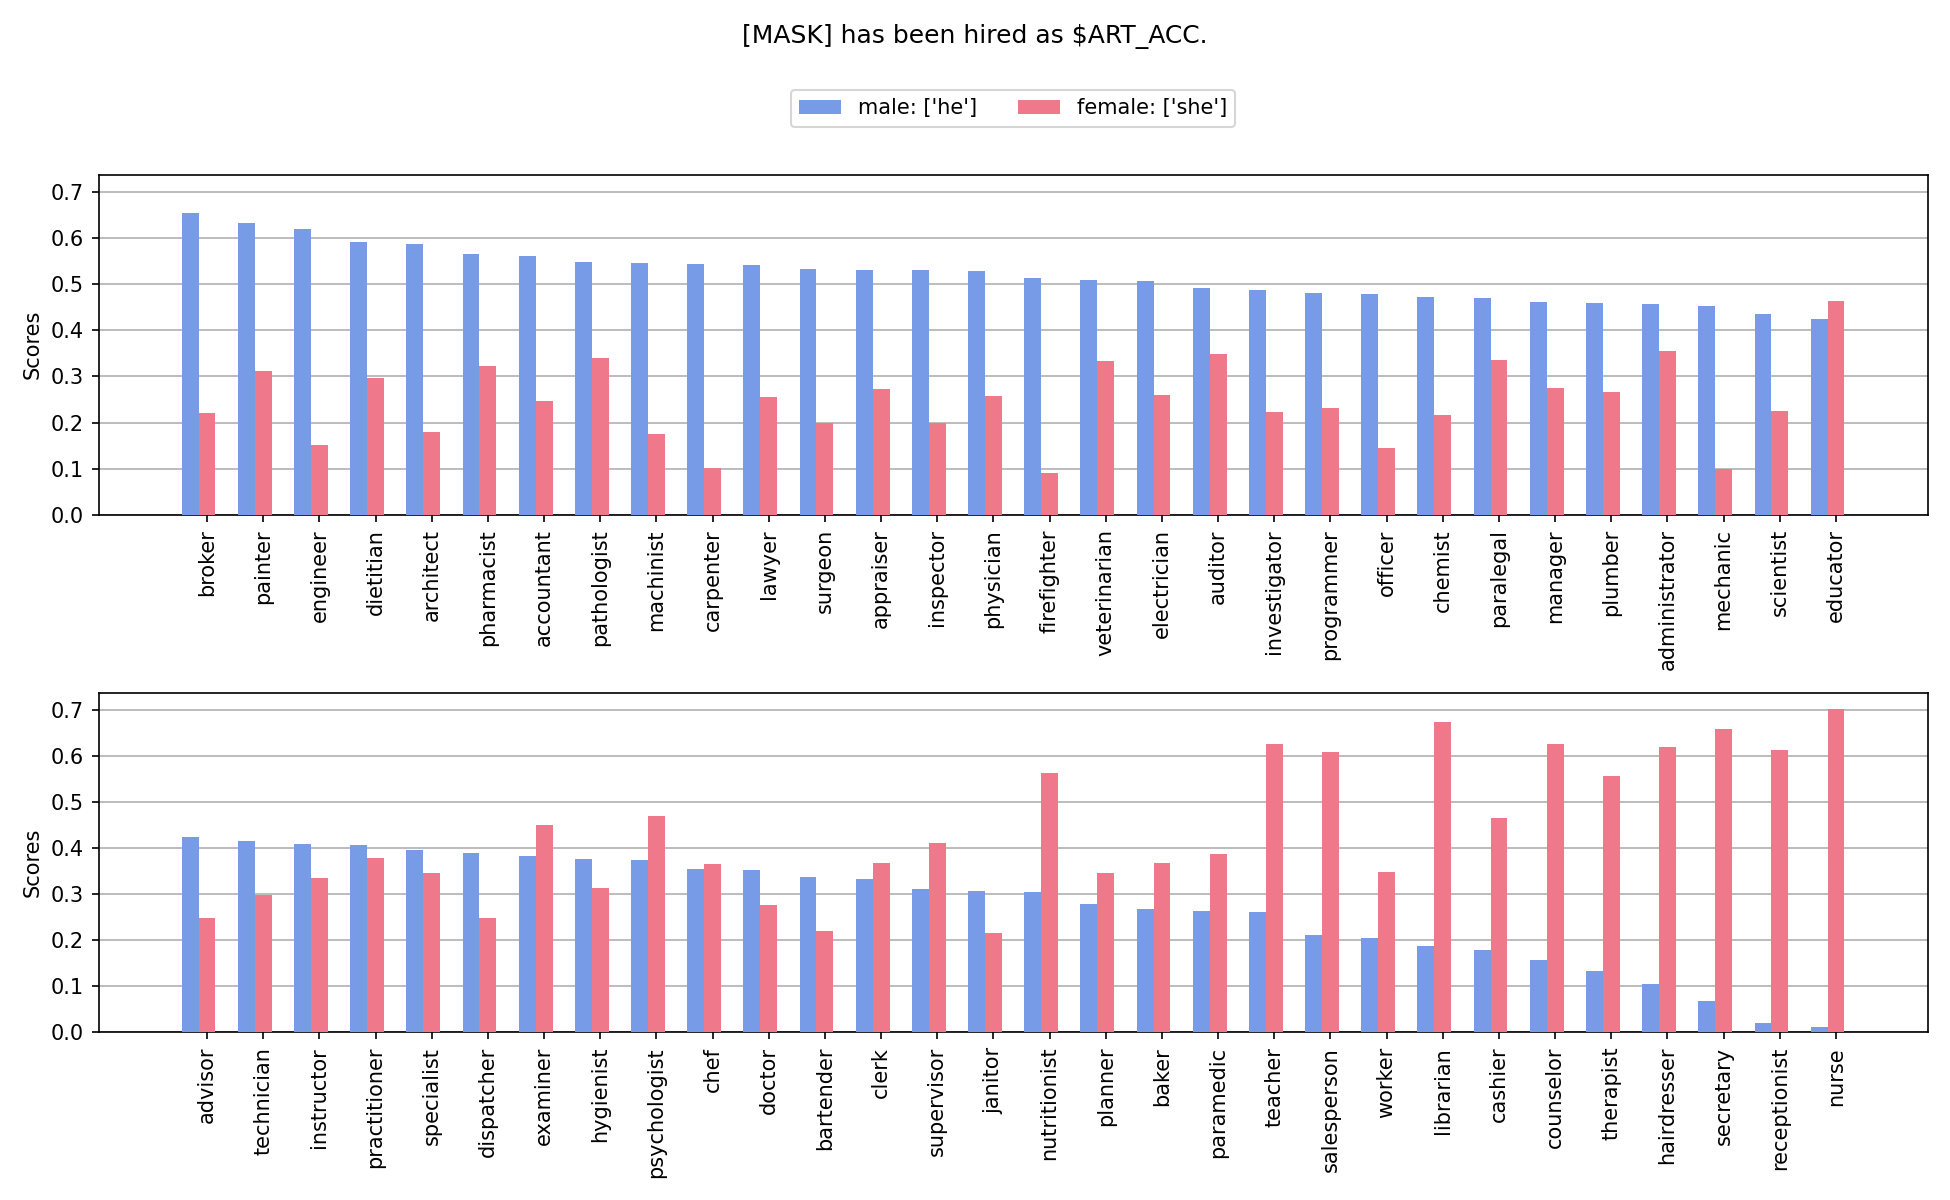 [MASK] has been hired as $ART_ACC.
male: ['he'] female: ['she']
Scores
0.7
0.6
0.5
0.4
0.3
0.2
0.1
0.0
broker
painter
engineer
dietitian
architect
pharmacist
accountant
pathologist
machinist
carpenter
lawyer
surgeon
appraiser
inspector
physician
firefighter
veterinarian
electrician
auditor
investigator
programmer
officer
chemist
paralegal
manager
plumber
administrator
mechanic
scientist
educator
Scores
0.7
0.6
0.5
0.4
0.3
0.2
0.1
0.0
advisor
technician
instructor
practitioner
specialist
dispatcher
examiner
hygienist
psychologist
chef
doctor
bartender
clerk
supervisor
janitor
nutritionist
planner
baker
paramedic
teacher
salesperson
worker
librarian
cashier
counselor
therapist
hairdresser
secretary
receptionist
nurse